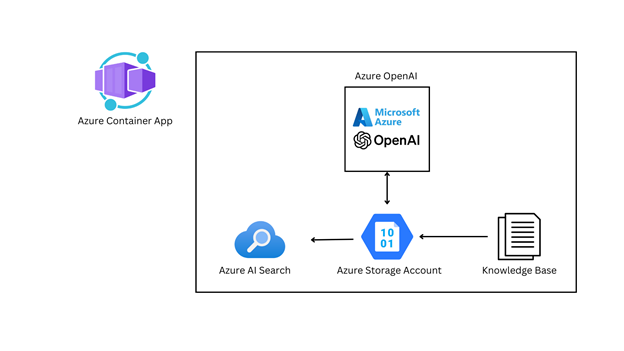 Azure OpenAI
Microsoft
Azure
OpenAI
Azure Container App
10
01
Azure AI Search
Azure Storage Account
Knowledge Base